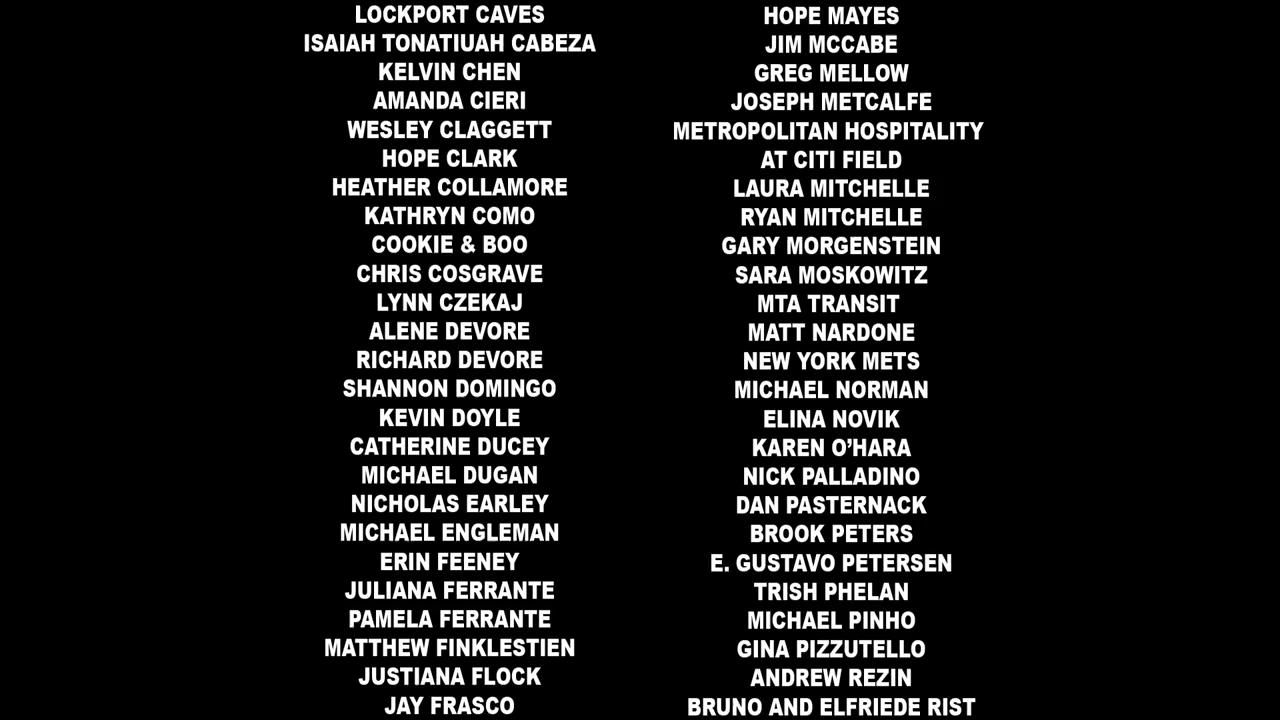 LOCKPORT CAVES
ISAIAH TONATIUAH CABEZA
KELVIN CHEN
AMANDA CIERI
WESLEY CLAGGETT
HOPE CLARK
HEATHER COLLAMORE
KATHRYN COMO
COOKIE & BOO
CHRIS COSGRAVE
LYNN CZEKAJ
ALENE DEVORE
RICHARD DEVORE
SHANNON DOMINGO
KEVIN DOYLE
CATHERINE DUCEY
MICHAEL DUGAN
NICHOLAS EARLEY
MICHAEL ENGLEMAN
ERIN FEENEY
JULIANA FERRANTE
PAMELA FERRANTE
MATTHEW FINKLESTIEN
JUSTIANA FLOCK
JAY FRASCO
HOPE MAYES
JIM MCCABE
GREG MELLOW
JOSEPH METCALFE
METROPOLITAN HOSPITALITY
AT CITI FIELD
LAURA MITCHELLE
RYAN MITCHELLE
GARY MORGENSTEIN
SARA MOSKOWITZ
MTA TRANSIT
MATT NARDONE
NEW YORK METS
MICHAEL NORMAN
ELINA NOVIK
KAREN O’HARA
NICK PALLADINO
DAN PASTERNACK
BROOK PETERS
E. GUSTAVO PETERSEN
TRISH PHELAN
MICHAEL PINHO
GINA PIZZUTELLO
ANDREW REZIN
BRUNO AND ELFRIEDE RIST